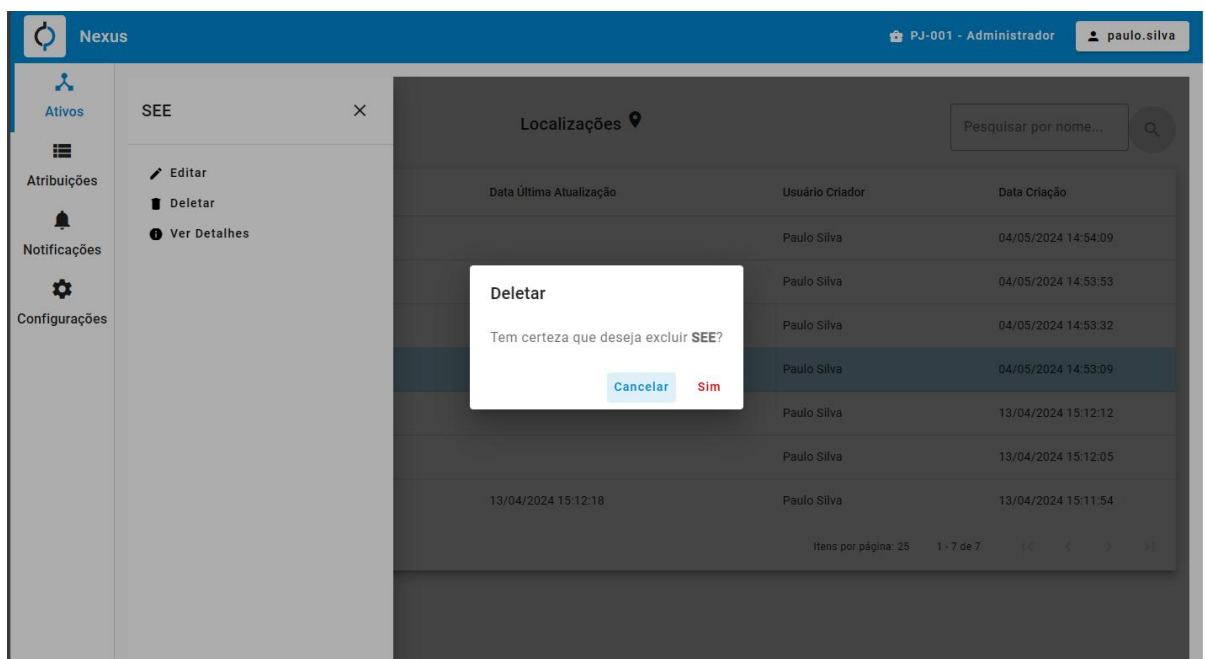 Nexus
PJ-001 - Administrador
paulo.silva
Ativos
Atribuições
Notificações
Configurações
SEE
Editar
Deletar
Ver Detalhes
Localizações
Pesquisar por nome...
Data Última Atualização Usuário Criador Data Criação
Paulo Silva 04/05/2024 14:54:09
Paulo Silva 04/05/2024 14:53:53
Paulo Silva 04/05/2024 14:53:32
Paulo Silva 04/05/2024 14:53:09
Paulo Silva 13/04/2024 15:12:12
Paulo Silva 13/04/2024 15:12:05
13/04/2024 15:12:18 Paulo Silva 13/04/2024 15:11:54
Itens por página: 25 1 - 7 de 7
Deletar
Tem certeza que deseja excluir SEE?
Cancelar Sim